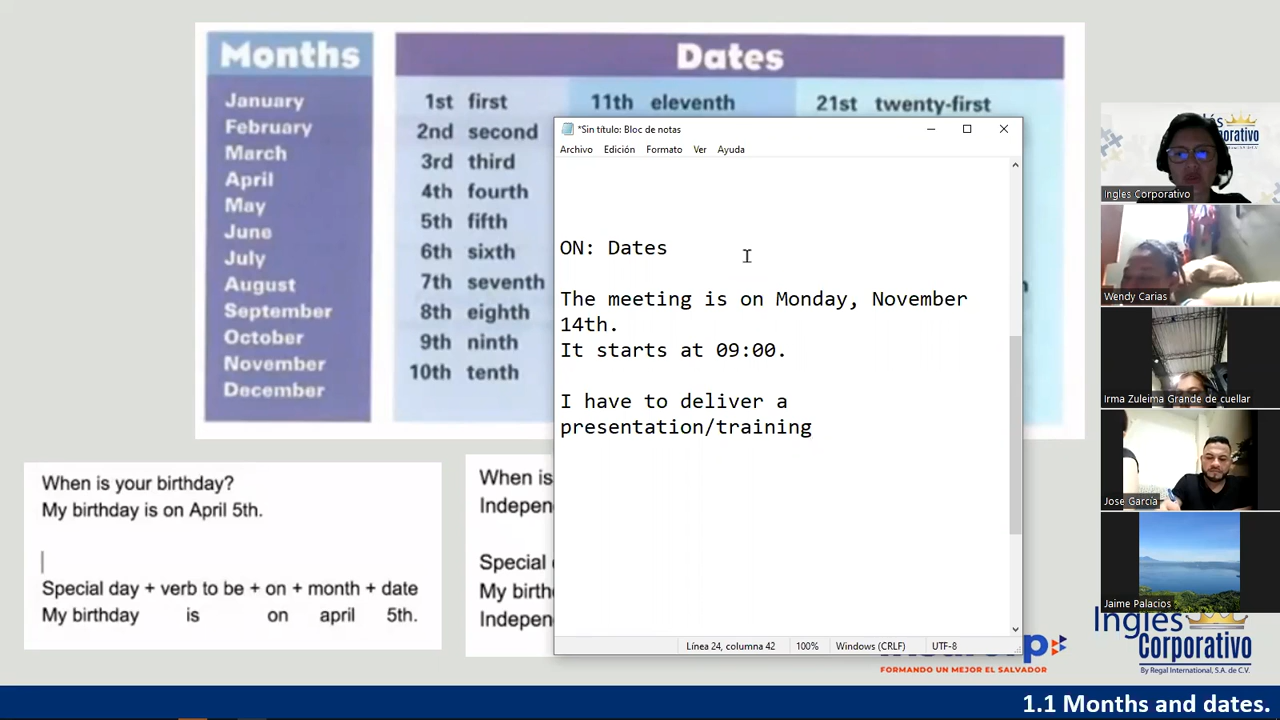 Months
Dates
January
February
March
April
May
June
July
August
September
October
November
December
1st first
2nd second
3rd third
4th fourth
5th fifth
6th sixth
7th seventh
8th eighth
9th ninth
10th tenth
11th eleventh
21st twenty-first
*Sin título: Bloc de notas
Archivo Edición Formato Ver Ayuda
ON: Dates
The meeting is on Monday, November
14th.
It starts at 09:00.
I have to deliver a
presentation/training
Línea 24, columna 42 100% Windows (CRLF) UTF-8
When is your birthday?
My birthday is on April 5th.
Special day + verb to be + on + month + date
My birthday is on april 5th.
When is
Special
My birth
Ingles Corporativo
Wendy Carias
Irma Zuleima Grande de cuellar
Jose García
Jaime Palacios
Inglés
Corporativo
By Regal International, S.A. de C.V.
FORMANDO UN MEJOR EL SALVADOR
1.1 Months and dates.